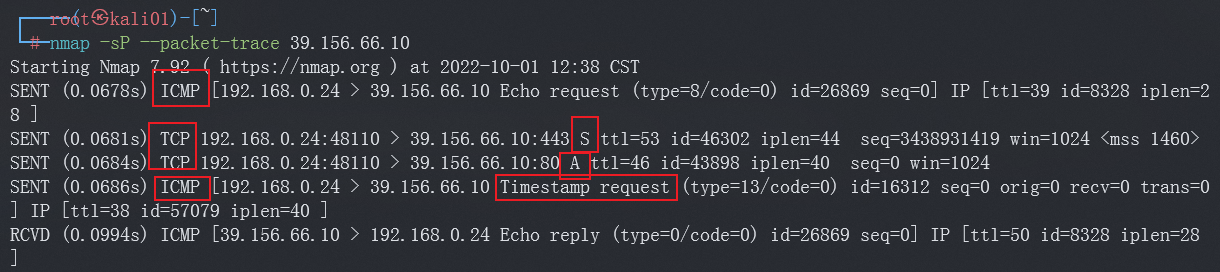 root㉿kali01)-[~]
# nmap -sP --packet-trace 39.156.66.10
Starting Nmap 7.92 ( https://nmap.org ) at 2022-10-01 12:38 CST
SENT (0.0678s) ICMP [192.168.0.24 > 39.156.66.10 Echo request (type=8/code=0) id=26869 seq=0] IP [ttl=39 id=8328 iplen=2
8 ]
SENT (0.0681s) TCP 192.168.0.24:48110 > 39.156.66.10:443 S ttl=53 id=46302 iplen=44  seq=3438931419 win=1024 <mss 1460>
SENT (0.0684s) TCP 192.168.0.24:48110 > 39.156.66.10:80 A ttl=46 id=43898 iplen=40  seq=0 win=1024
SENT (0.0686s) ICMP [192.168.0.24 > 39.156.66.10 Timestamp request (type=13/code=0) id=16312 seq=0 orig=0 recv=0 trans=0
] IP [ttl=38 id=57079 iplen=40 ]
RCVD (0.0994s) ICMP [39.156.66.10 > 192.168.0.24 Echo reply (type=0/code=0) id=26869 seq=0] IP [ttl=50 id=8328 iplen=28
]